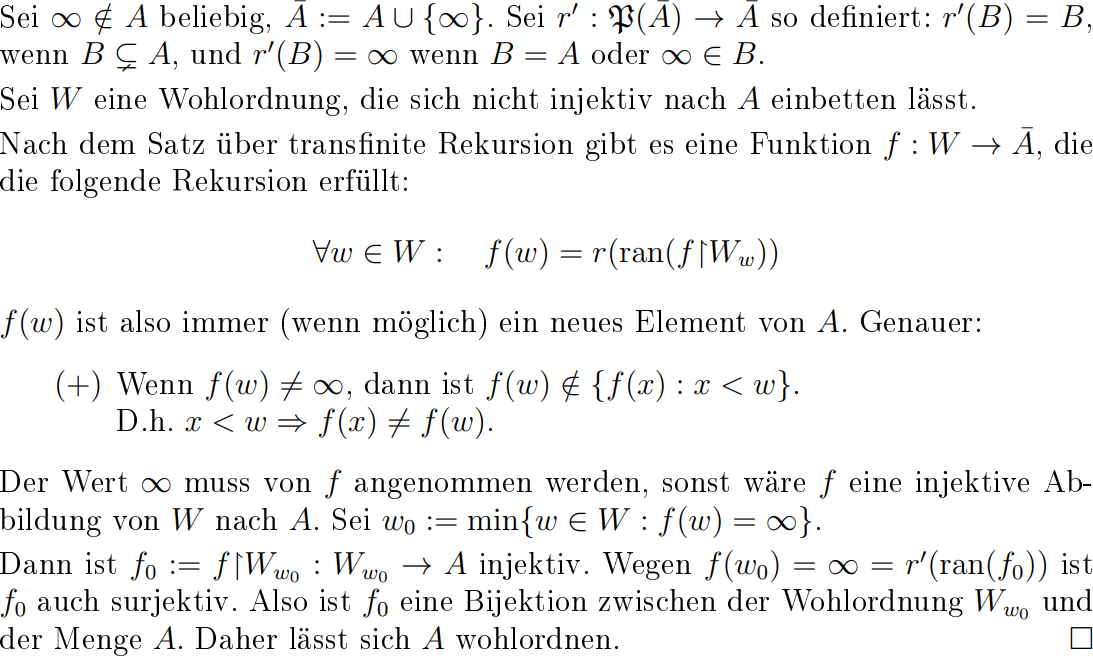 Sei ∞ ∉ A beliebig, Ā := A ∪ {∞}. Sei r′ : 𝔓(Ā) → Ā so definiert: r′(B) = B,
wenn B ⊊ A, und r′(B) = ∞ wenn B = A oder ∞ ∈ B.
Sei W eine Wohlordnung, die sich nicht injektiv nach A einbetten lässt.
Nach dem Satz über transfinite Rekursion gibt es eine Funktion f : W → Ā, die
die folgende Rekursion erfüllt:
∀w ∈ W : f(w) = r(ran(f↾W_w))
f(w) ist also immer (wenn möglich) ein neues Element von A. Genauer:
(+) Wenn f(w) ≠ ∞, dann ist f(w) ∉ {f(x) : x < w}.
D.h. x < w ⇒ f(x) ≠ f(w).
Der Wert ∞ muss von f angenommen werden, sonst wäre f eine injektive Ab-
bildung von W nach A. Sei w₀ := min{w ∈ W : f(w) = ∞}.
Dann ist f₀ := f↾W_{w₀} : W_{w₀} → A injektiv. Wegen f(w₀) = ∞ = r′(ran(f₀)) ist
f₀ auch surjektiv. Also ist f₀ eine Bijektion zwischen der Wohlordnung W_{w₀} und
der Menge A. Daher lässt sich A wohlordnen. □